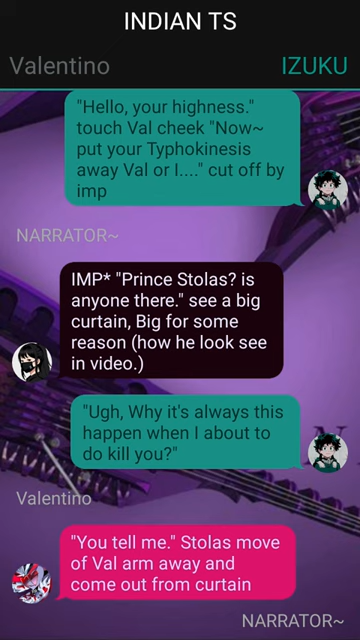 INDIAN TS
Valentino
IZUKU
"Hello, your highness."
touch Val cheek "Now~
put your Typhokinesis
away Val or I...." cut off by
imp
NARRATOR~
IMP* "Prince Stolas? is
anyone there." see a big
curtain, Big for some
reason (how he look see
in video.)
"Ugh, Why it's always this
happen when I about to
do kill you?"
Valentino
"You tell me." Stolas move
of Val arm away and
come out from curtain
NARRATOR~